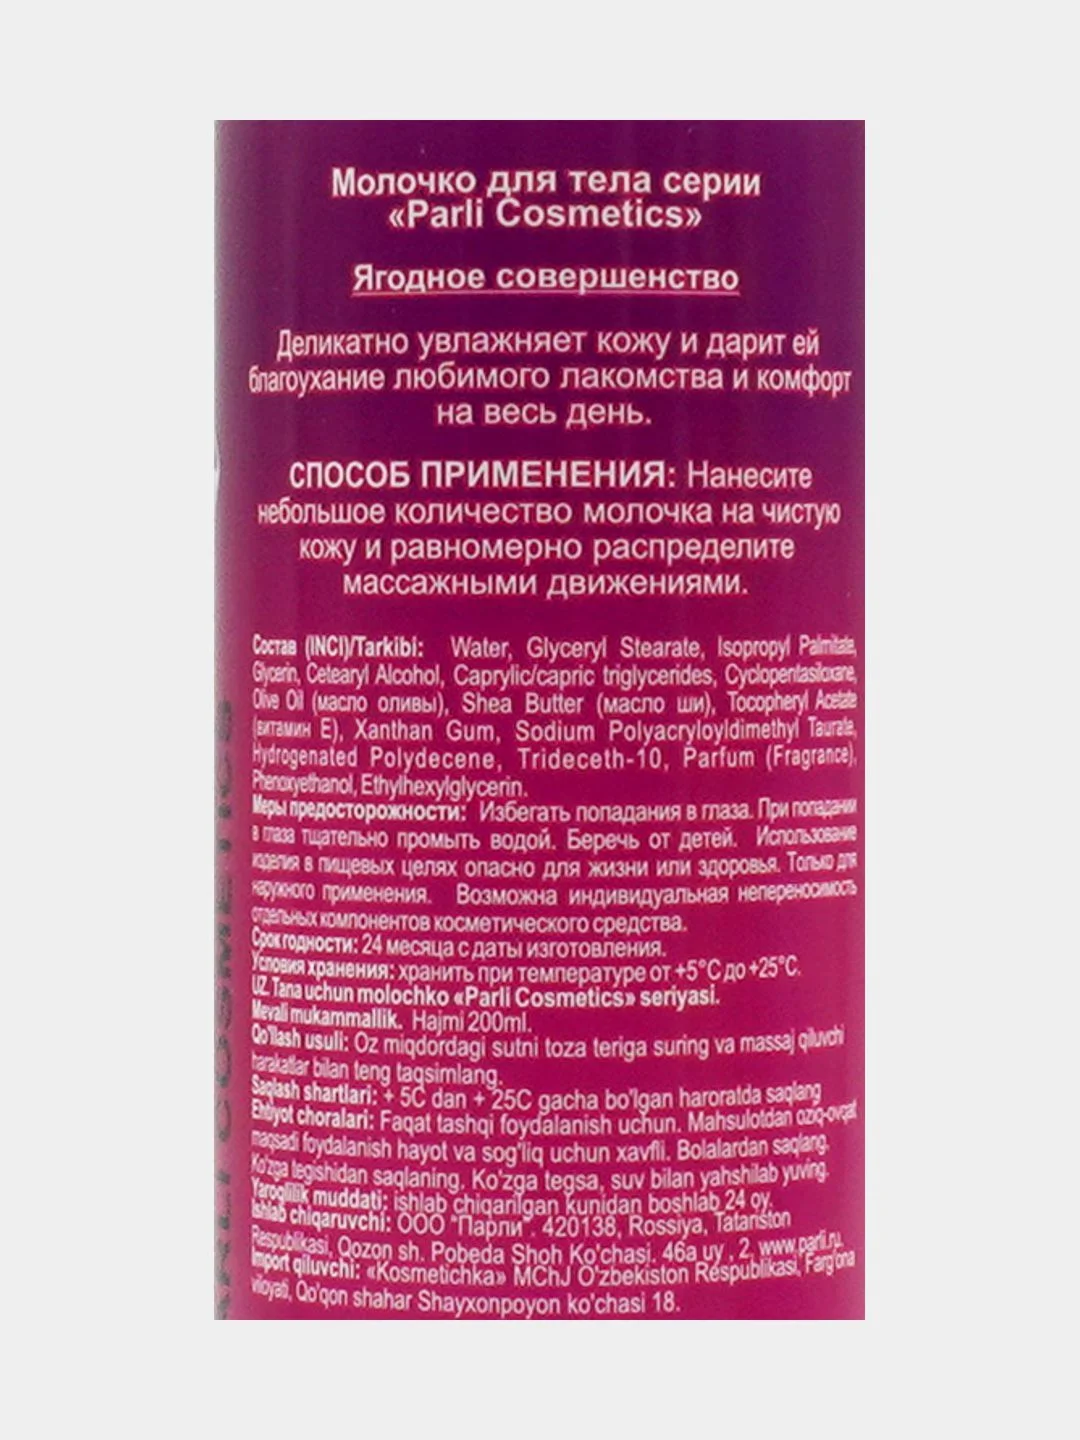 Молочко для тела серии
«Parli Cosmetics»
Ягодное совершенство
Деликатно увлажняет кожу и дарит ей
благоухание любимого лакомства и комфорт
на весь день.
СПОСОБ ПРИМЕНЕНИЯ: Нанесите
небольшое количество молочка на чистую
кожу и равномерно распределите
массажными движениями.
Состав (INCI)/Tarkibi: Water, Glyceryl Stearate, Isopropyl Palmitate,
Glycerin, Cetearyl Alcohol, Caprylic/capric triglycerides, Cyclopentasiloxane,
Olive Oil (масло оливы), Shea Butter (масло ши), Tocopheryl Acetate
(витамин Е), Xanthan Gum, Sodium Polyacryloyldimethyl Taurate,
Hydrogenated Polydecene, Trideceth-10, Parfum (Fragrance),
Phenoxyethanol, Ethylhexylglycerin.
Меры предосторожности: Избегать попадания в глаза. При попадании
в глаза тщательно промыть водой. Беречь от детей. Использование
изделия в пищевых целях опасно для жизни или здоровья. Только для
наружного применения. Возможна индивидуальная непереносимость
отдельных компонентов косметического средства.
Срок годности: 24 месяца с даты изготовления.
Условия хранения: хранить при температуре от +5°С до +25°С.
UZ. Tana uchun molochko «Parli Cosmetics» seriyasi.
Mevali mukammallik. Hajmi 200ml.
Qo'llash usuli: Oz miqdordagi sutni toza teriga suring va massaj qiluvchi
harakatlar bilan teng taqsimlang.
Saqlash shartlari: + 5C dan + 25C gacha bo'lgan haroratda saqlang
Ehtiyot choralari: Faqat tashqi foydalanish uchun. Mahsulotdan oziq-ovqat
maqsadi foydalanish hayot va sog'liq uchun xavfli. Bolalardan saqlang.
Ko'zga tegishidan saqlaning. Ko'zga tegsa, suv bilan yahshilab yuving.
Yaroglilik muddati: ishlab chiqarilgan kunidan boshlab 24 oy.
Ishlab chiqaruvchi: ООО "Парли". 420138, Rossiya, Tatariston
Respublikasi, Qozon sh. Pobeda Shoh Ko'chasi. 46a uy , 2, www.parli.ru.
Import qiluvchi: «Kosmetichka» MChJ O'zbekiston Respublikasi, Farg'ona
viloyati, Qo'qon shahar Shayxonpoyon ko'chasi 18.
COSMETICS